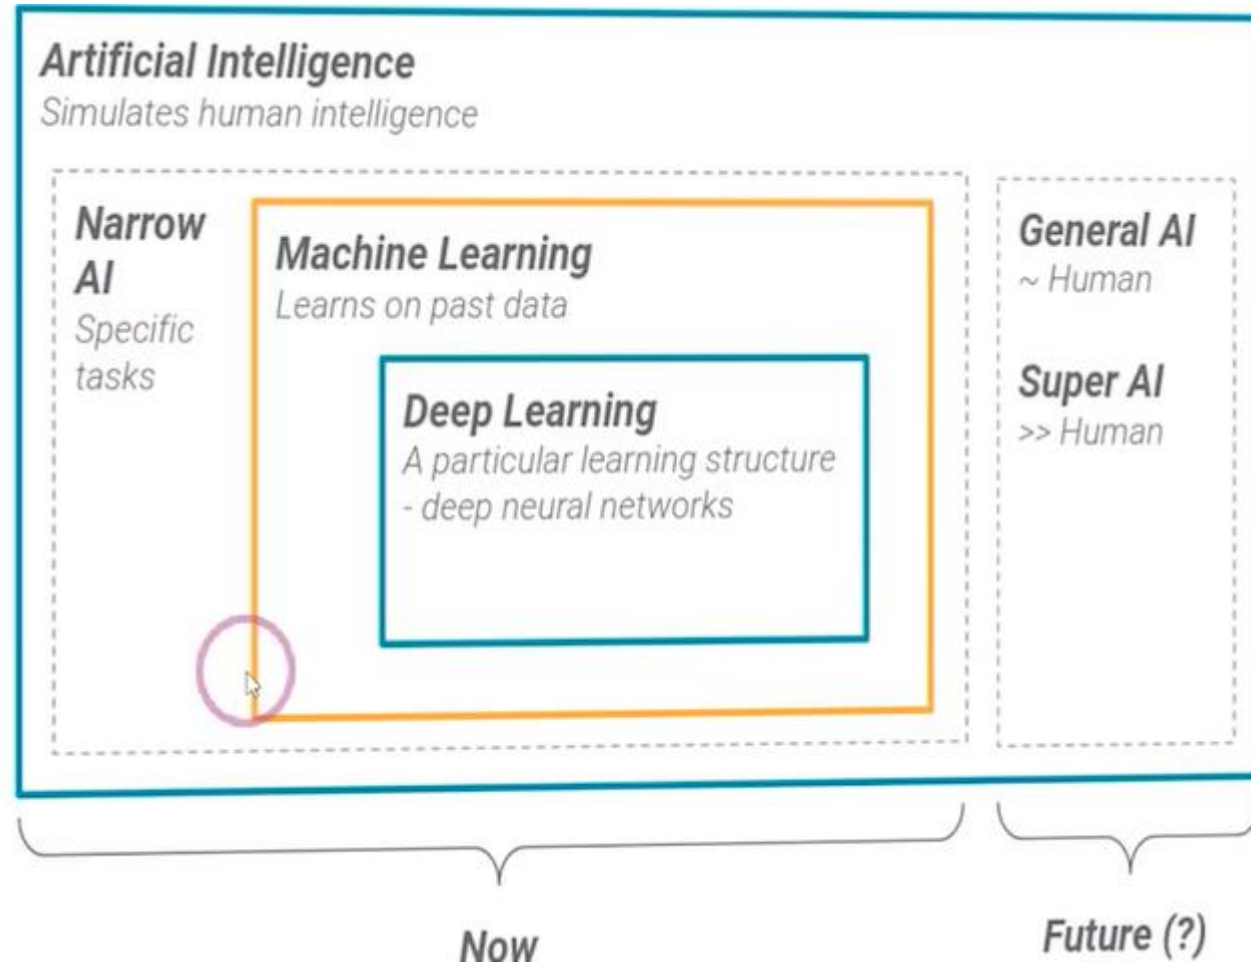 Artificial Intelligence
Simulates human intelligence
Narrow
AI
Specific
tasks
Machine Learning
Learns on past data
Deep Learning
A particular learning structure
- deep neural networks
General AI
~ Human
Super AI
>> Human
Now
Future (?)